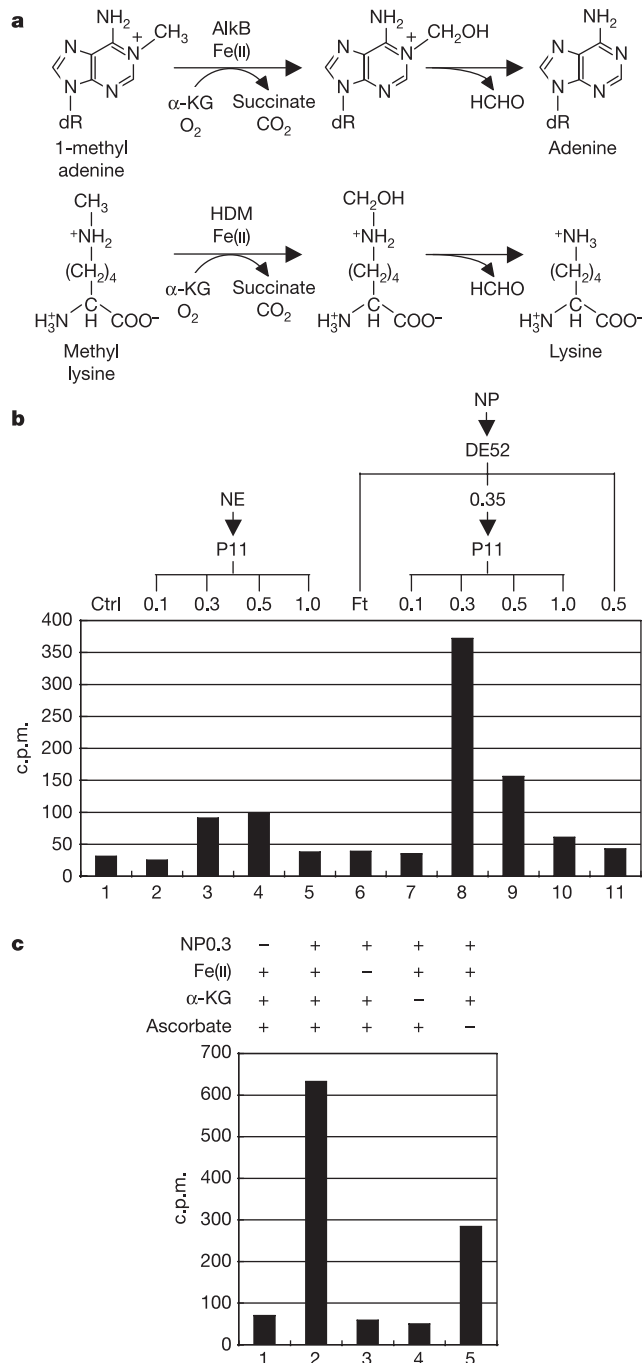 a
NH₂
CH₃
N
N⁺
N
N
dR
1-methyl
adenine
AlkB
Fe(II)
α-KG
O₂
Succinate
CO₂
NH₂
CH₂OH
N
N⁺
N
N
dR
HCHO
NH₂
N
N
N
N
dR
Adenine
CH₃
⁺NH₂
(CH₂)₄
NH₃⁺ C COO⁻
H
Methyl
lysine
HDM
Fe(II)
α-KG
O₂
Succinate
CO₂
CH₂OH
⁺NH₂
(CH₂)₄
NH₃⁺ C COO⁻
H
HCHO
⁺NH₃
(CH₂)₄
NH₃⁺ C COO⁻
H
Lysine
b
NP
DE52
NE 0.35
P11 P11
Ctrl 0.1 0.3 0.5 1.0 Ft 0.1 0.3 0.5 1.0 0.5
400
350
300
250
200
150
100
50
0
c.p.m.
1 2 3 4 5 6 7 8 9 10 11
c
NP0.3 – + + + +
Fe(II) + + – + +
α-KG + + + – +
Ascorbate + + + + –
700
600
500
400
300
200
100
0
c.p.m.
1 2 3 4 5